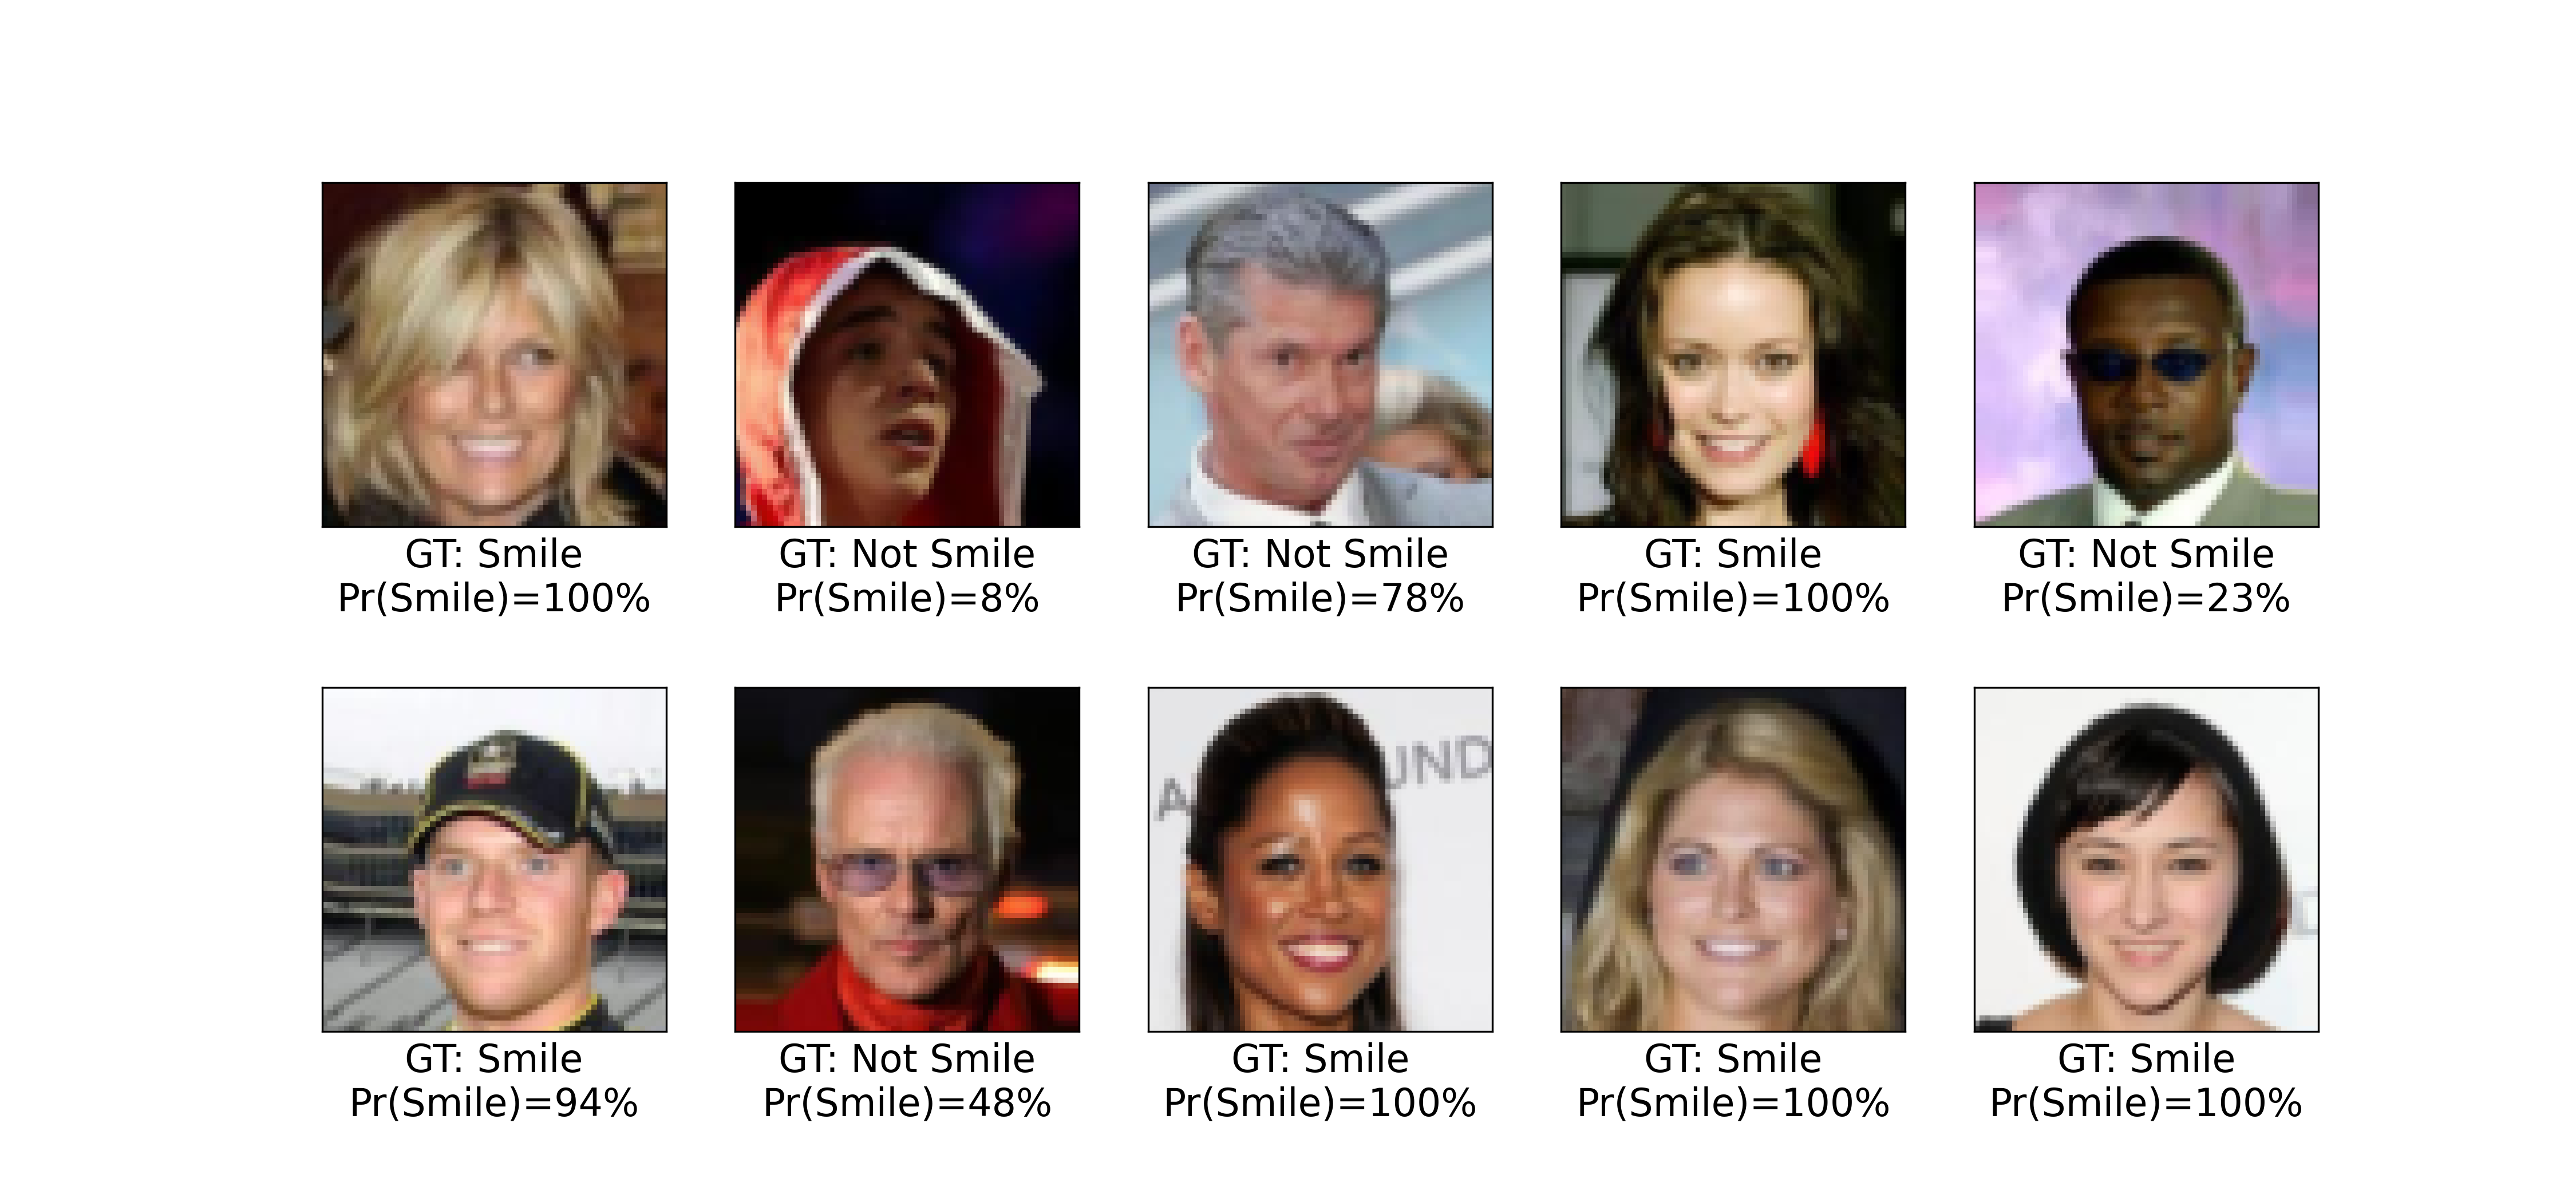 GT: Smile
Pr(Smile)=100%
GT: Not Smile
Pr(Smile)=8%
GT: Not Smile
Pr(Smile)=78%
GT: Smile
Pr(Smile)=100%
GT: Not Smile
Pr(Smile)=23%
A
UND
GT: Smile
Pr(Smile)=94%
GT: Not Smile
Pr(Smile)=48%
GT: Smile
Pr(Smile)=100%
GT: Smile
Pr(Smile)=100%
GT: Smile
Pr(Smile)=100%